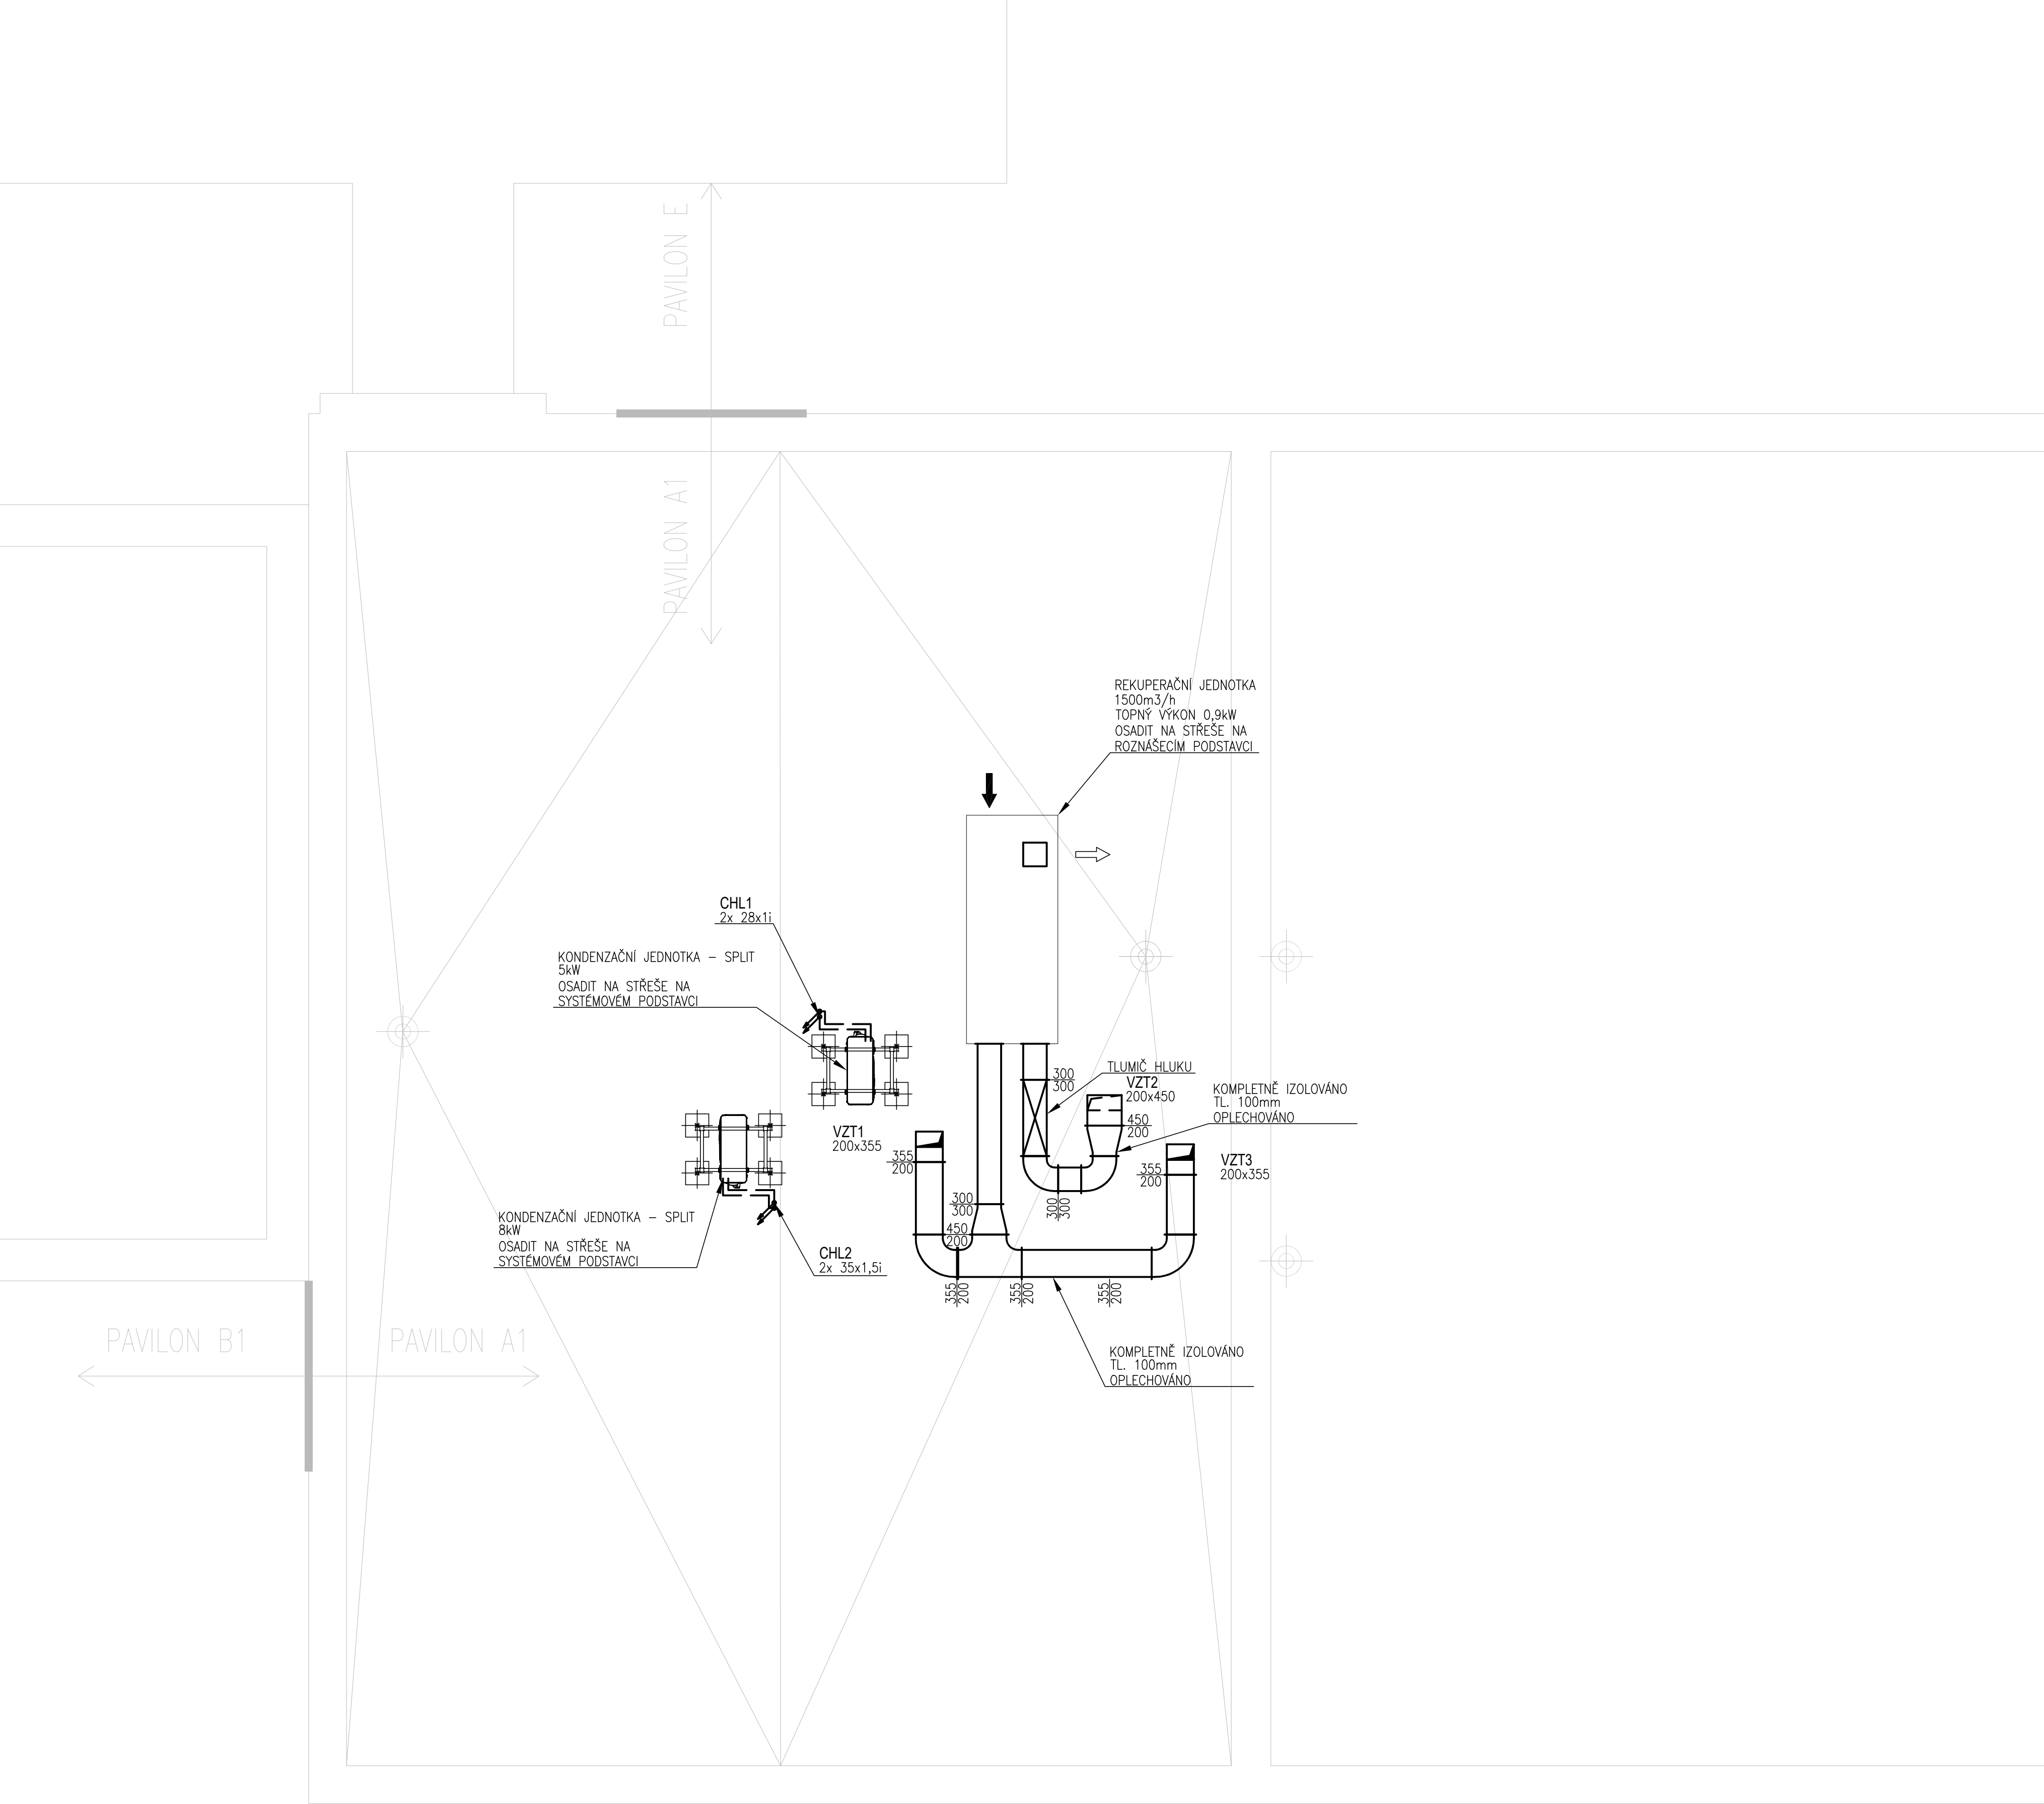 PAVILON E
PAVILON A1
REKUPERAČNÍ JEDNOTKA
1500m3/h
TOPNÝ VÝKON 0,9kW
OSADIT NA STŘEŠE NA
ROZNÁŠECÍM PODSTAVCI
CHL1
2x 28x1i
KONDENZAČNÍ JEDNOTKA – SPLIT
5kW
OSADIT NA STŘEŠE NA
SYSTÉMOVÉM PODSTAVCI
TLUMIČ HLUKU
300
300
VZT2
200x450
KOMPLETNĚ IZOLOVÁNO
TL. 100mm
OPLECHOVÁNO
450
200
VZT1
200x355
355
200
VZT3
200x355
355
200
300
300
300
300
450
200
KONDENZAČNÍ JEDNOTKA – SPLIT
8kW
OSADIT NA STŘEŠE NA
SYSTÉMOVÉM PODSTAVCI
CHL2
2x 35x1,5i
355
200
355
200
355
200
PAVILON B1
PAVILON A1
KOMPLETNĚ IZOLOVÁNO
TL. 100mm
OPLECHOVÁNO